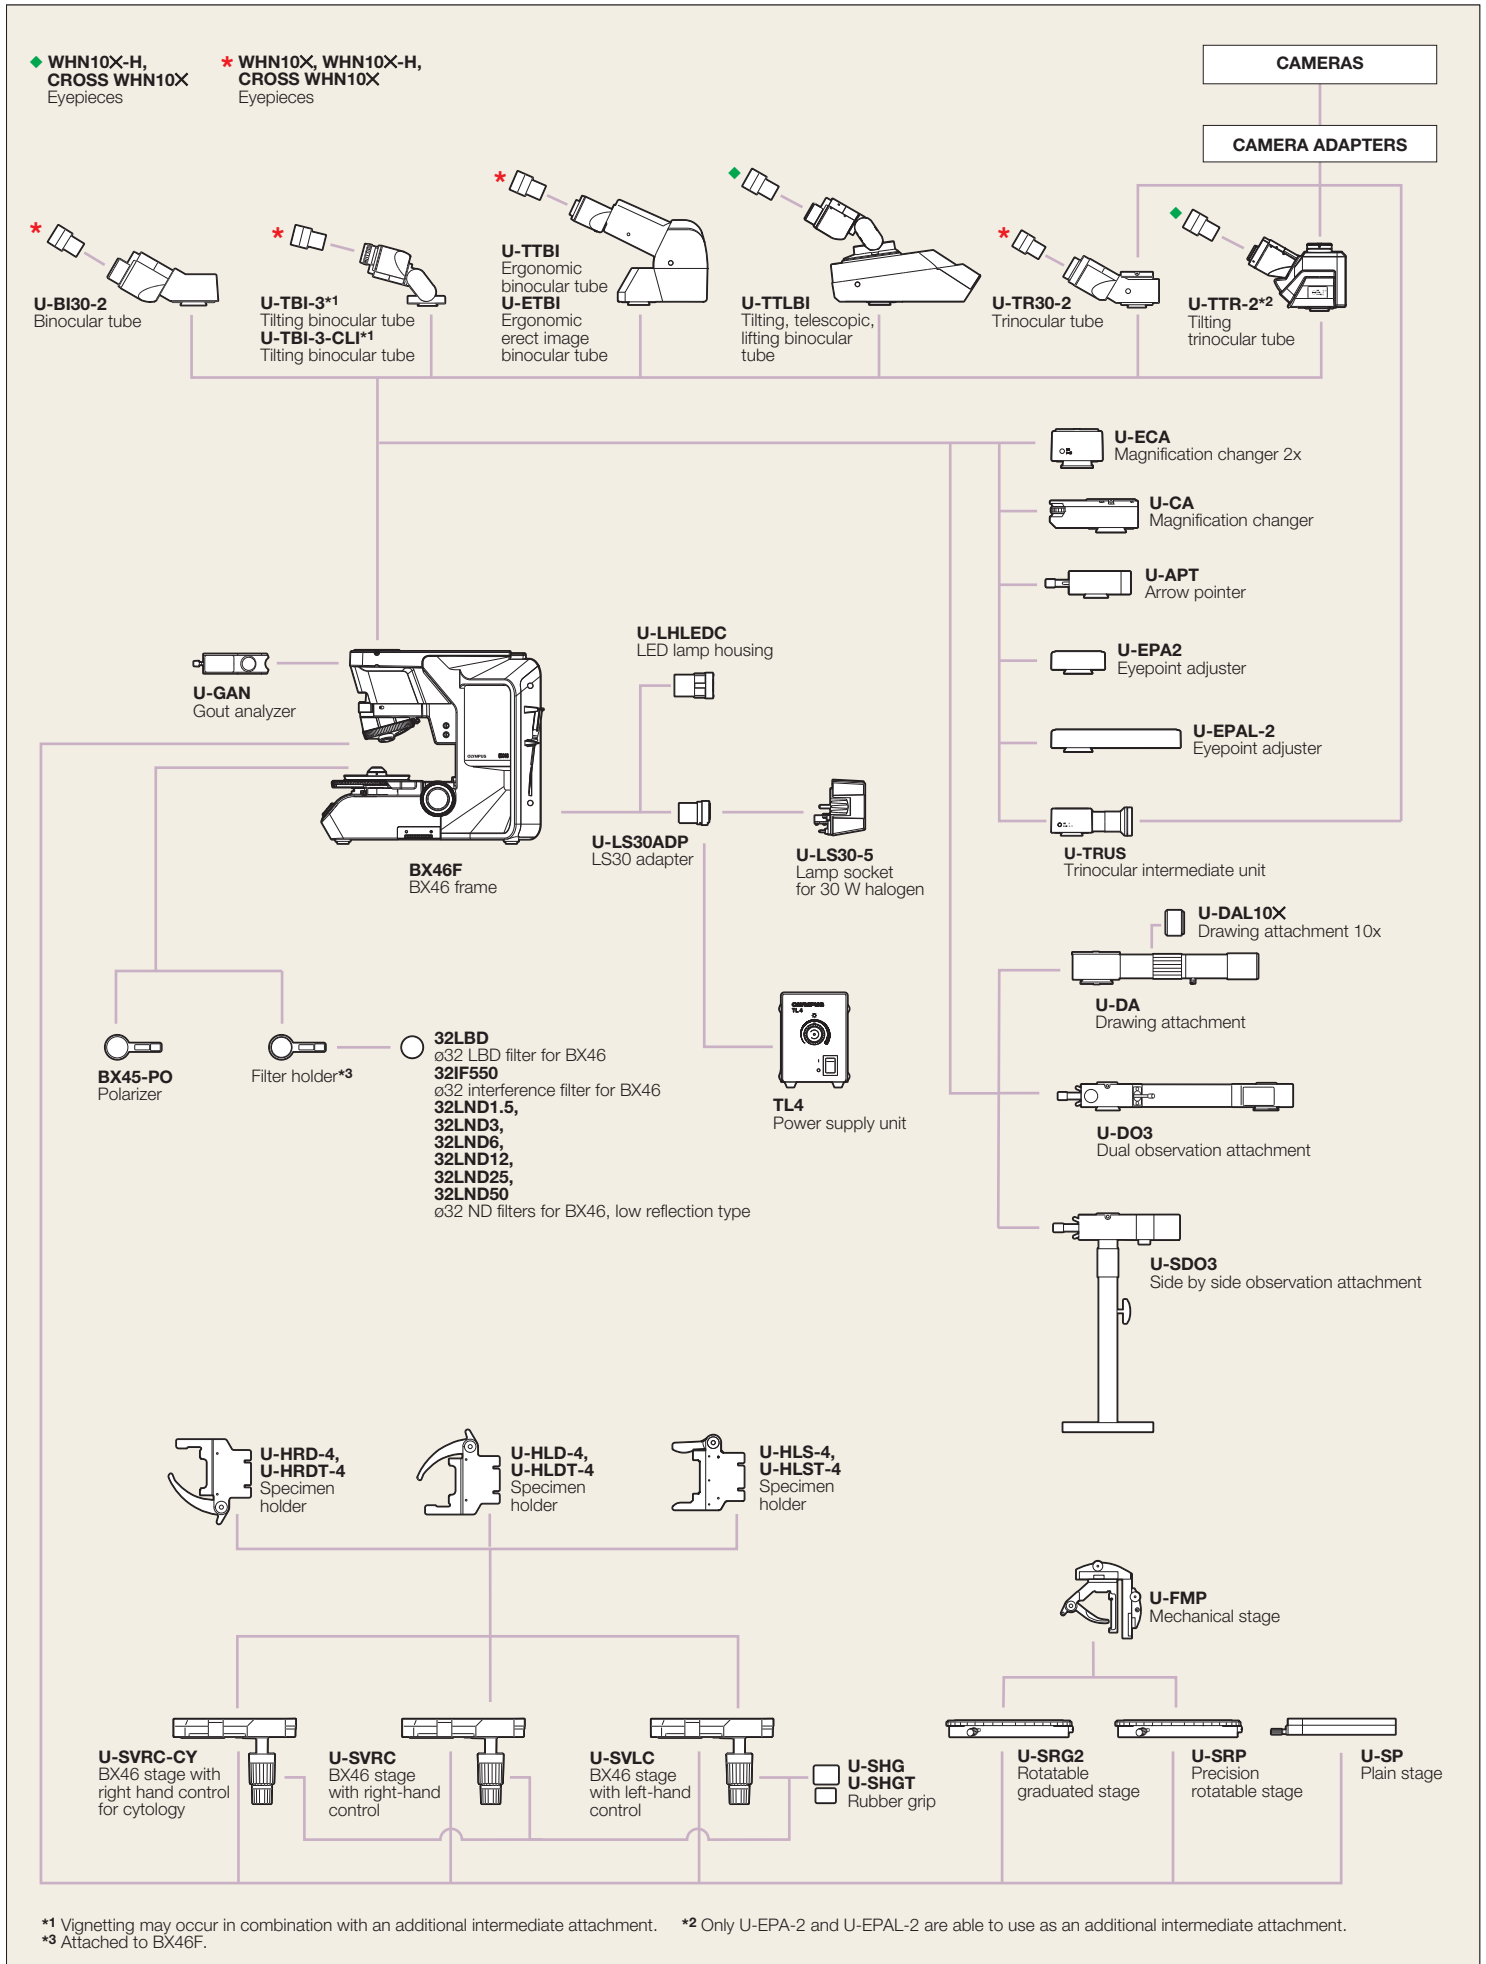 ◆ WHN10X-H,
CROSS WHN10X
Eyepieces
* WHN10X, WHN10X-H,
CROSS WHN10X
Eyepieces
CAMERAS
CAMERA ADAPTERS
*
*
*
◆
*
◆
U-BI30-2
Binocular tube
U-TBI-3*1
Tilting binocular tube
U-TBI-3-CLI*1
Tilting binocular tube
U-TTBI
Ergonomic
binocular tube
U-ETBI
Ergonomic
erect image
binocular tube
U-TTLBI
Tilting, telescopic,
lifting binocular
tube
U-TR30-2
Trinocular tube
U-TTR-2*2
Tilting
trinocular tube
U-ECA
Magnification changer 2x
U-CA
Magnification changer
U-APT
Arrow pointer
U-EPA2
Eyepoint adjuster
U-EPAL-2
Eyepoint adjuster
U-TRUS
Trinocular intermediate unit
U-GAN
Gout analyzer
OLYMPUS
BX46F
BX46 frame
U-LHLEDC
LED lamp housing
U-LS30ADP
LS30 adapter
U-LS30-5
Lamp socket
for 30 W halogen
U-DAL10X
Drawing attachment 10x
U-DA
Drawing attachment
U-DO3
Dual observation attachment
U-SDO3
Side by side observation attachment
OLYMPUS
TL4
TL4
Power supply unit
BX45-PO
Polarizer
Filter holder*3
32LBD
ø32 LBD filter for BX46
32IF550
ø32 interference filter for BX46
32LND1.5,
32LND3,
32LND6,
32LND12,
32LND25,
32LND50
ø32 ND filters for BX46, low reflection type
U-HRD-4,
U-HRDT-4
Specimen
holder
U-HLD-4,
U-HLDT-4
Specimen
holder
U-HLS-4,
U-HLST-4
Specimen
holder
U-FMP
Mechanical stage
U-SVRC-CY
BX46 stage with
right hand control
for cytology
U-SVRC
BX46 stage
with right-hand
control
U-SVLC
BX46 stage
with left-hand
control
U-SHG
U-SHGT
Rubber grip
U-SRG2
Rotatable
graduated stage
U-SRP
Precision
rotatable stage
U-SP
Plain stage
*1 Vignetting may occur in combination with an additional intermediate attachment.
*2 Only U-EPA-2 and U-EPAL-2 are able to use as an additional intermediate attachment.
*3 Attached to BX46F.